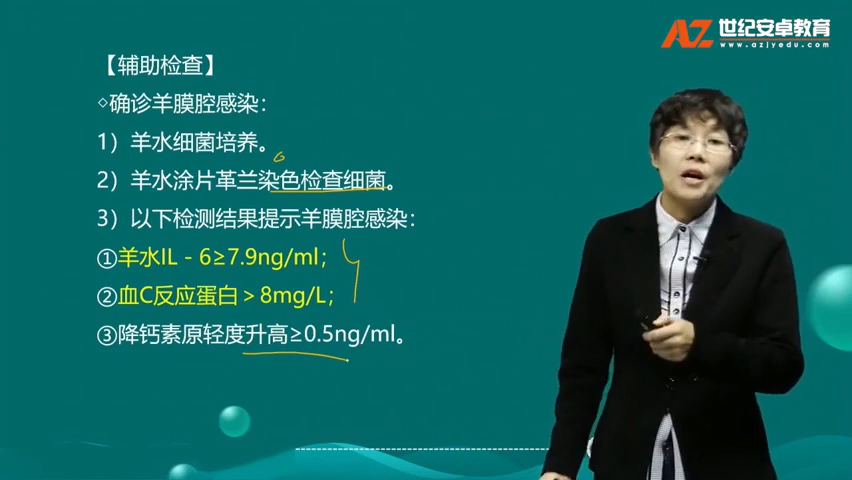 AZ 世纪安卓教育
www.azjyedu.com
【辅助检查】
◇确诊羊膜腔感染：
1）羊水细菌培养。
2）羊水涂片革兰染色检查细菌。
3）以下检测结果提示羊膜腔感染：
①羊水IL－6≥7.9ng/ml；
②血C反应蛋白＞8mg/L；
③降钙素原轻度升高≥0.5ng/ml。